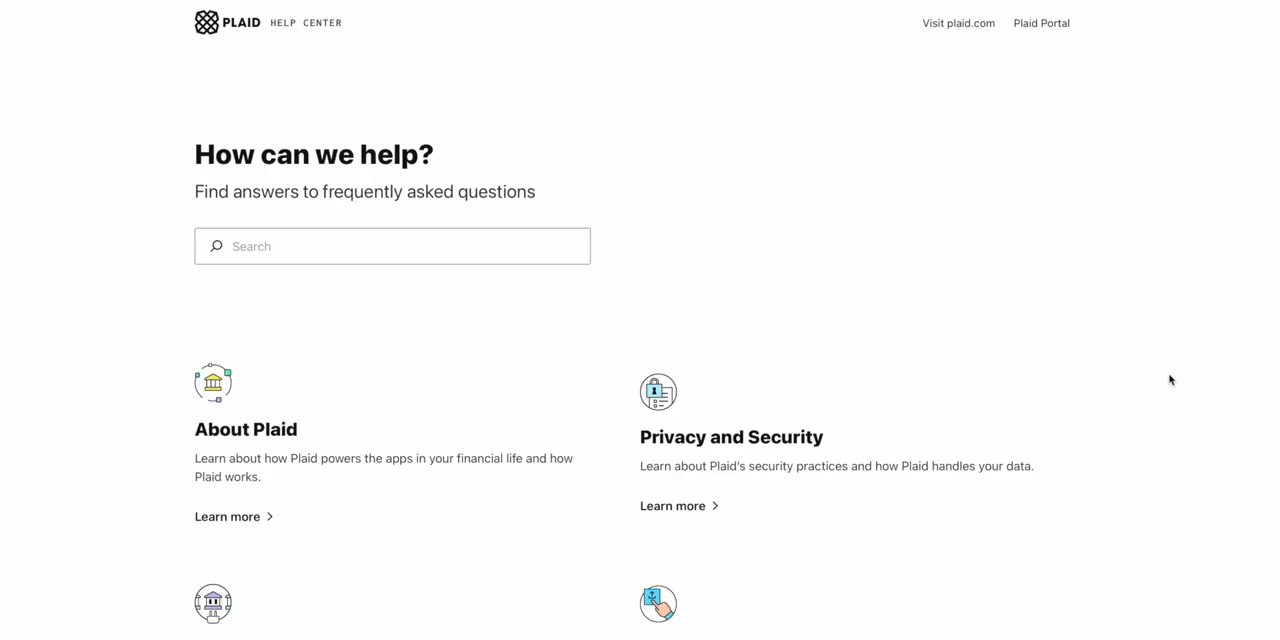 PLAID HELP CENTER
Visit plaid.com
Plaid Portal
How can we help?
Find answers to frequently asked questions
Search
About Plaid
Learn about how Plaid powers the apps in your financial life and how
Plaid works.
Learn more
Privacy and Security
Learn about Plaid's security practices and how Plaid handles your data.
Learn more